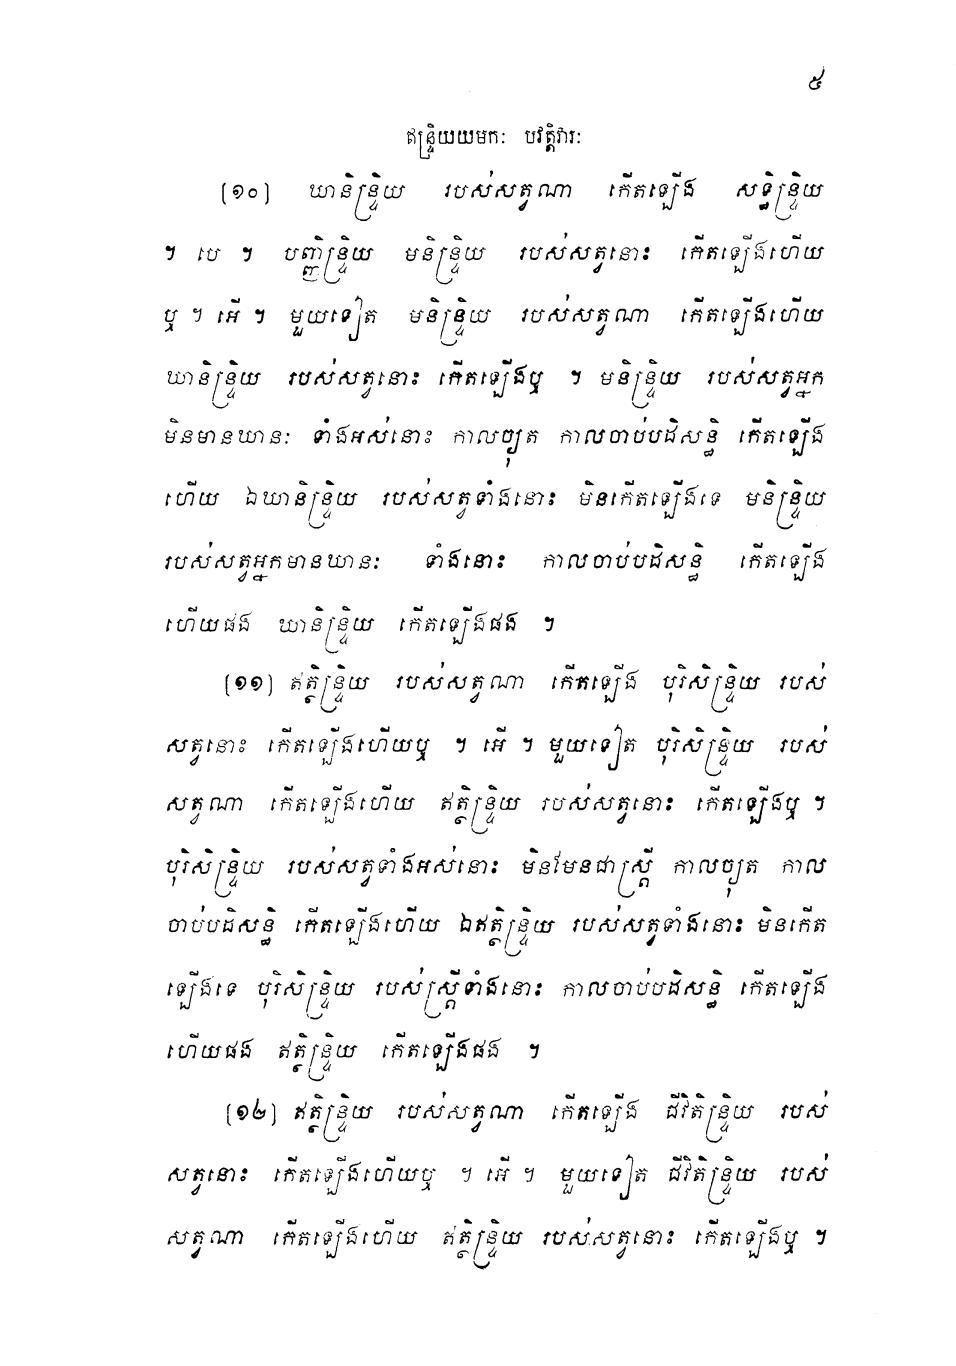 ៥
ឥន្ទ្រិយយមកៈ បវត្តិវារៈ
[១០] ឃានិន្ទ្រិយ របស់សត្វណា កើតឡើង សទ្ធិន្ទ្រិយ
។ បេ ។ បញ្ញិន្ទ្រិយ មនិន្ទ្រិយ របស់សត្វនោះ កើតឡើងហើយ
ឬ ។ អើ ។ មួយទៀត មនិន្ទ្រិយ របស់សត្វណា កើតឡើងហើយ
ឃានិន្ទ្រិយ របស់សត្វនោះ កើតឡើងឬ ។ មនិន្ទ្រិយ របស់សត្វអ្នក
មិនមានឃានៈ ទាំងអស់នោះ កាលច្យុត កាលចាប់បដិសន្ធិ កើតឡើង
ហើយ ឯឃានិន្ទ្រិយ របស់សត្វទាំងនោះ មិនកើតឡើងទេ មនិន្ទ្រិយ
របស់សត្វអ្នកមានឃានៈ ទាំងនោះ កាលចាប់បដិសន្ធិ កើតឡើង
ហើយផង ឃានិន្ទ្រិយ កើតឡើងផង ។
[១១] ឥត្ថិន្ទ្រិយ របស់សត្វណា កើតឡើង បុរិសិន្ទ្រិយ របស់
សត្វនោះ កើតឡើងហើយឬ ។ អើ ។ មួយទៀត បុរិសិន្ទ្រិយ របស់
សត្វណា កើតឡើងហើយ ឥត្ថិន្ទ្រិយ របស់សត្វនោះ កើតឡើងឬ ។
បុរិសិន្ទ្រិយ របស់សត្វទាំងអស់នោះ មិនមែនជាស្ត្រី កាលច្យុត កាល
ចាប់បដិសន្ធិ កើតឡើងហើយ ឯឥត្ថិន្ទ្រិយ របស់សត្វទាំងនោះ មិនកើត
ឡើងទេ បុរិសិន្ទ្រិយ របស់ស្ត្រីទាំងនោះ កាលចាប់បដិសន្ធិ កើតឡើង
ហើយផង ឥត្ថិន្ទ្រិយ កើតឡើងផង ។
[១២] ឥត្ថិន្ទ្រិយ របស់សត្វណា កើតឡើង ជីវិតិន្ទ្រិយ របស់
សត្វនោះ កើតឡើងហើយឬ ។ អើ ។ មួយទៀត ជីវិតិន្ទ្រិយ របស់
សត្វណា កើតឡើងហើយ ឥត្ថិន្ទ្រិយ របស់សត្វនោះ កើតឡើងឬ ។